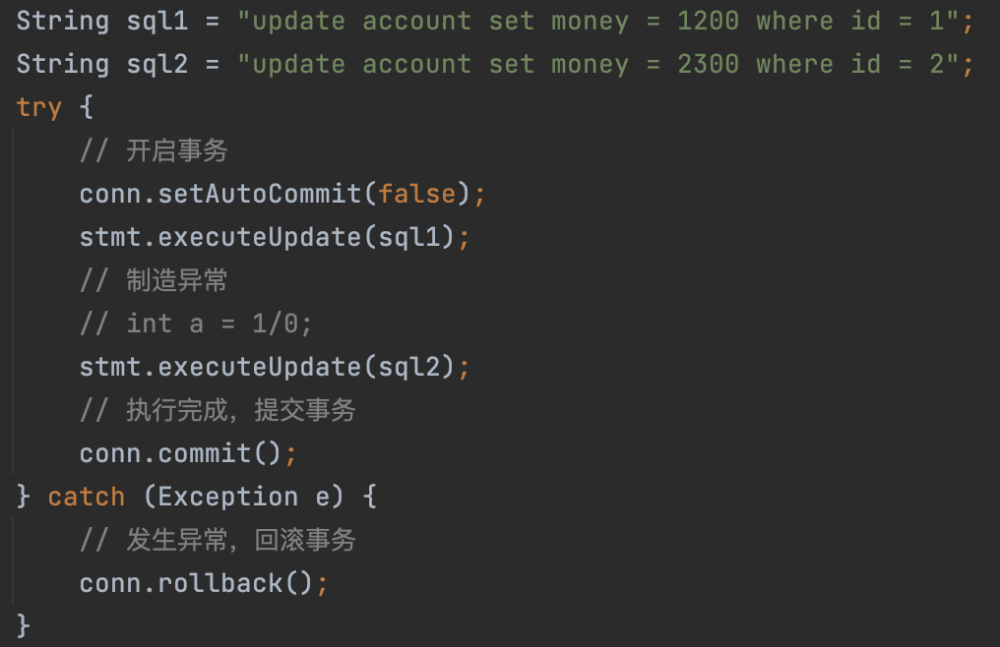 String sql1 = "update account set money = 1200 where id = 1";
String sql2 = "update account set money = 2300 where id = 2";
try {
    // 开启事务
    conn.setAutoCommit(false);
    stmt.executeUpdate(sql1);
    // 制造异常
    // int a = 1/0;
    stmt.executeUpdate(sql2);
    // 执行完成，提交事务
    conn.commit();
} catch (Exception e) {
    // 发生异常，回滚事务
    conn.rollback();
}